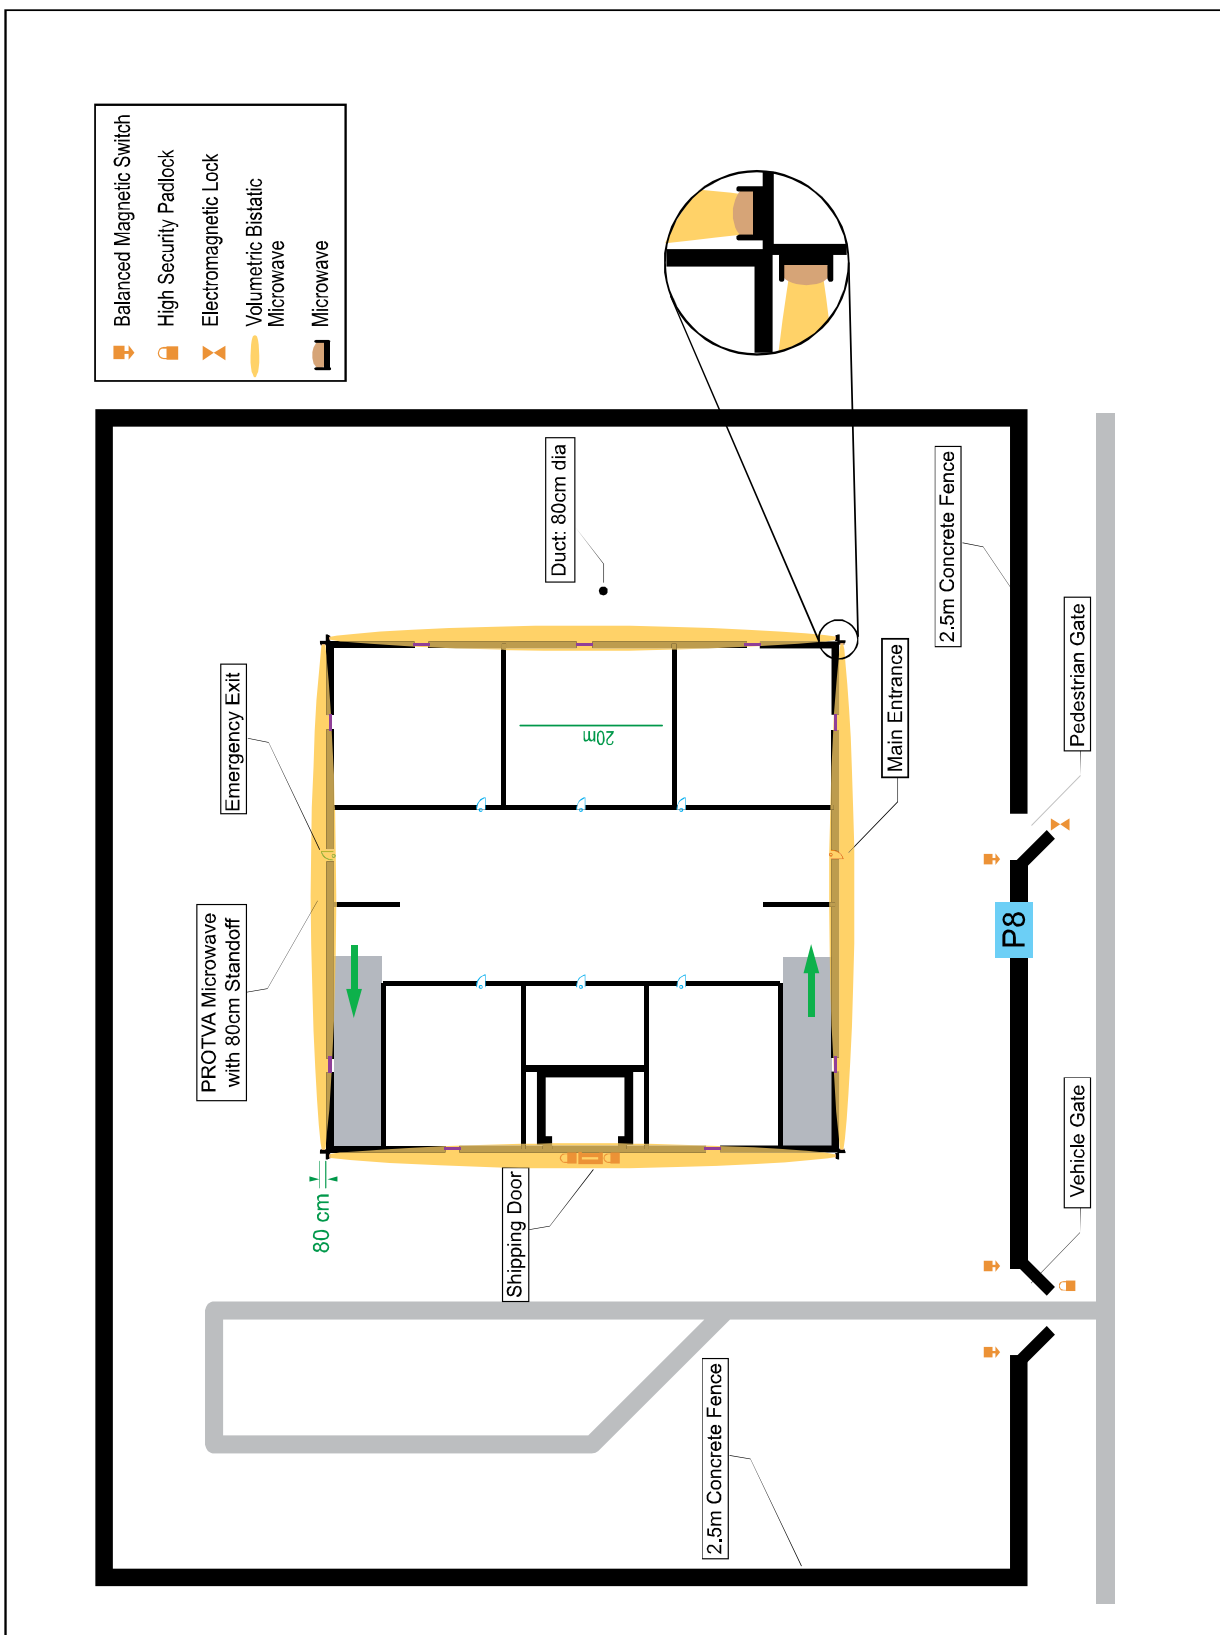 Balanced Magnetic Switch
High Security Padlock
Electromagnetic Lock
Volumetric Bistatic
Microwave
Microwave
Duct: 80cm dia
2.5m Concrete Fence
Emergency Exit
20m
Main Entrance
Pedestrian Gate
PROTVA Microwave
with 80cm Standoff
P8
80 cm
Shipping Door
Vehicle Gate
2.5m Concrete Fence